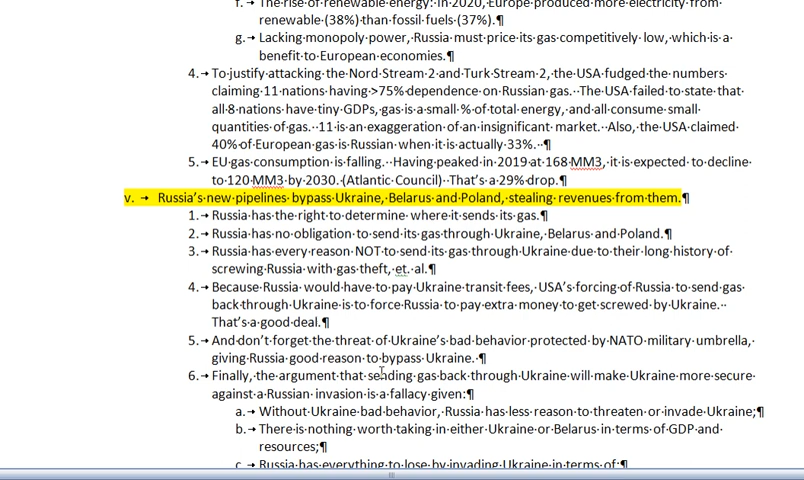 f. The rise of renewable energy: in 2020, Europe produced more electricity from
renewable (38%) than fossil fuels (37%).
g. Lacking monopoly power, Russia must price its gas competitively low, which is a
benefit to European economies.
4. To justify attacking the Nord Stream 2 and Turk Stream 2, the USA fudged the numbers
claiming 11 nations having >75% dependence on Russian gas.  The USA failed to state that
all 8 nations have tiny GDPs, gas is a small % of total energy, and all consume small
quantities of gas.  11 is an exaggeration of an insignificant market.  Also, the USA claimed
40% of European gas is Russian when it is actually 33%.
5. EU gas consumption is falling.  Having peaked in 2019 at 168 MM3, it is expected to decline
to 120 MM3 by 2030. (Atlantic Council)  That's a 29% drop.
v. Russia's new pipelines bypass Ukraine, Belarus and Poland, stealing revenues from them.
1. Russia has the right to determine where it sends its gas.
2. Russia has no obligation to send its gas through Ukraine, Belarus and Poland.
3. Russia has every reason NOT to send its gas through Ukraine due to their long history of
screwing Russia with gas theft, et. al.
4. Because Russia would have to pay Ukraine transit fees, USA's forcing of Russia to send gas
back through Ukraine is to force Russia to pay extra money to get screwed by Ukraine.
That's a good deal.
5. And don't forget the threat of Ukraine's bad behavior protected by NATO military umbrella,
giving Russia good reason to bypass Ukraine.
6. Finally, the argument that sending gas back through Ukraine will make Ukraine more secure
against a Russian invasion is a fallacy given:
a. Without Ukraine bad behavior, Russia has less reason to threaten or invade Ukraine;
b. There is nothing worth taking in either Ukraine or Belarus in terms of GDP and
resources;
c. Russia has everything to lose by invading Ukraine in terms of: